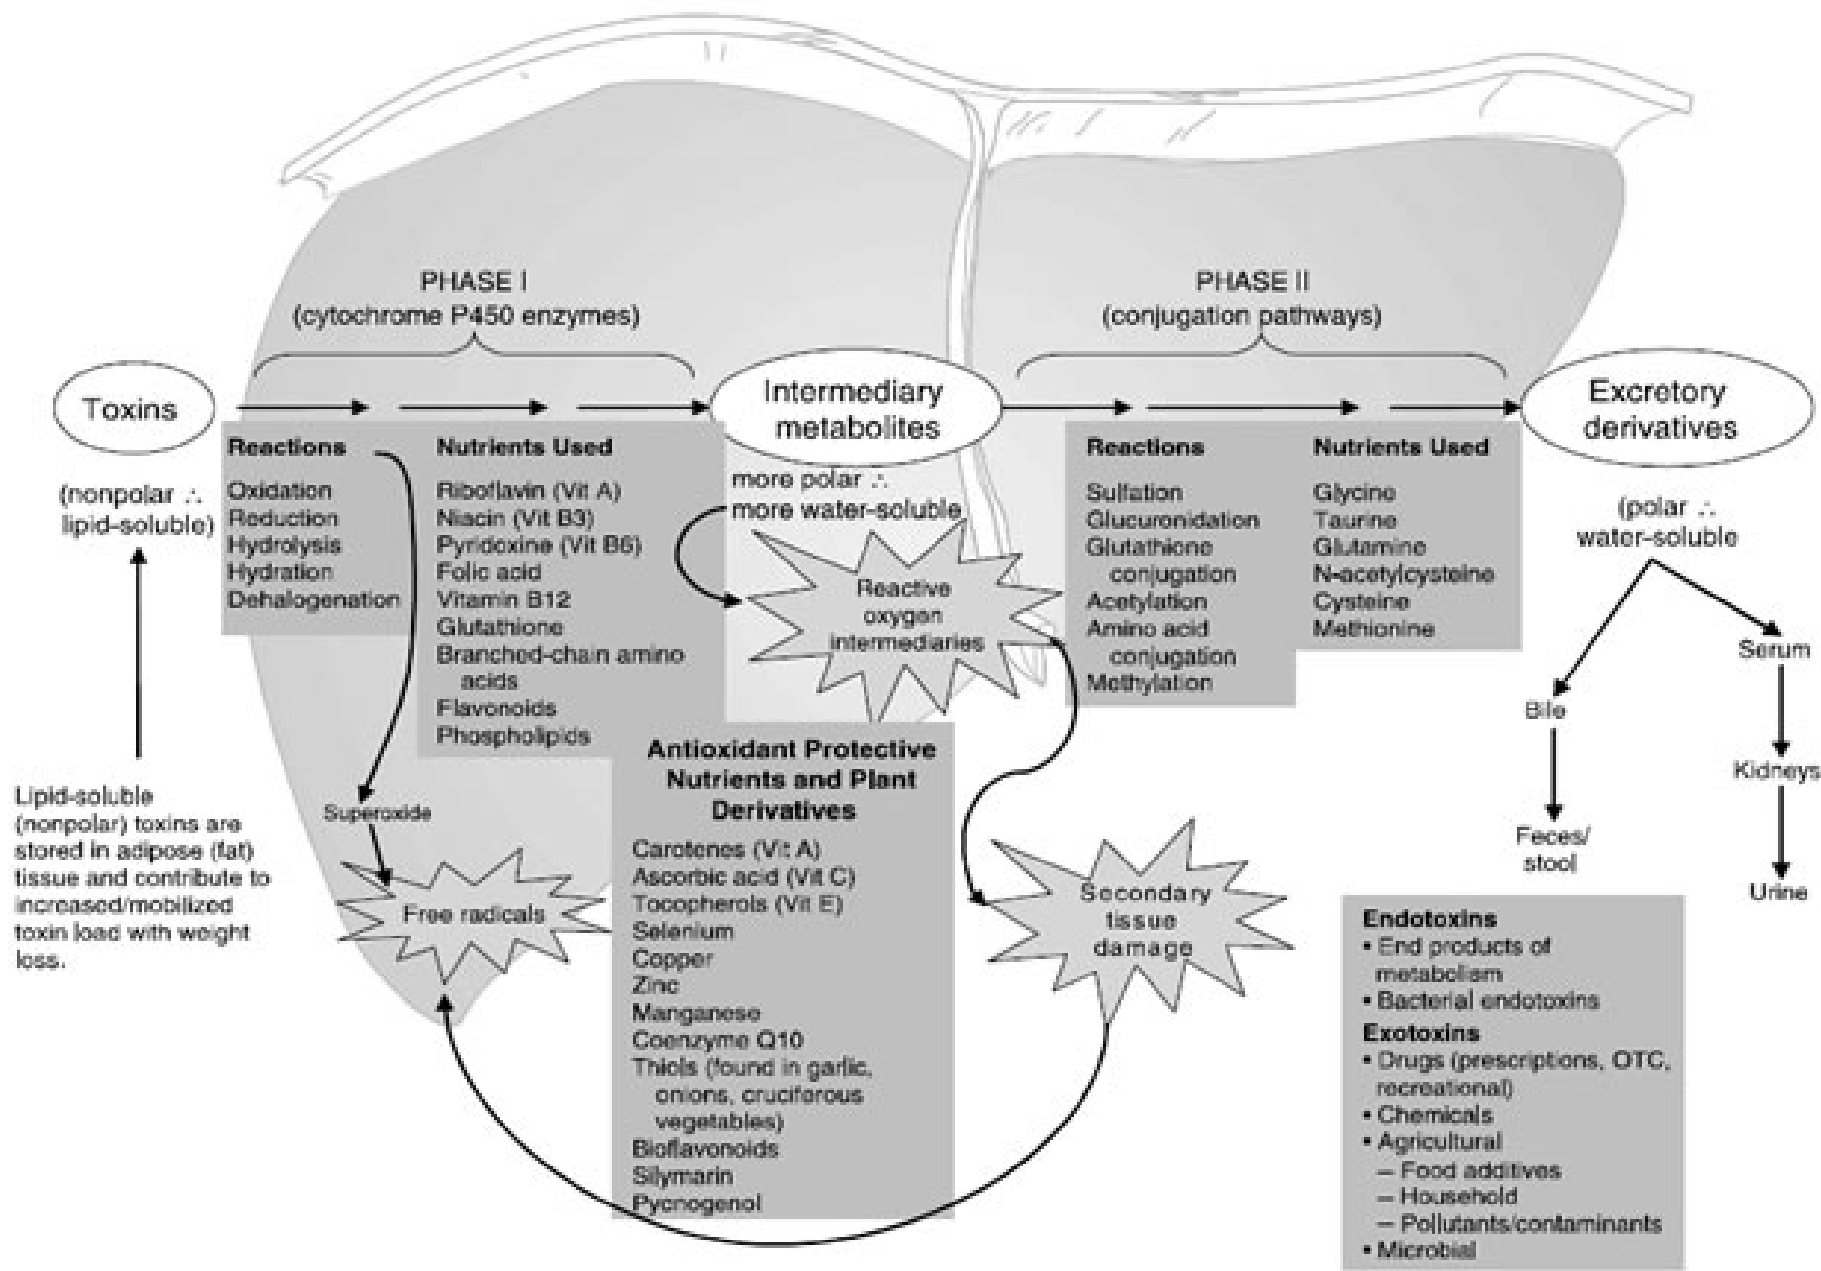 PHASE I
(cytochrome P450 enzymes)
PHASE II
(conjugation pathways)
Toxins
Intermediary
metabolites
Excretory
derivatives
(nonpolar ∴
lipid-soluble)
Lipid-soluble
(nonpolar) toxins are
stored in adipose (fat)
tissue and contribute to
increased/mobilized
toxin load with weight
loss.
Reactions
Oxidation
Reduction
Hydrolysis
Hydration
Dehalogenation
Nutrients Used
Riboflavin (Vit A)
Niacin (Vit B3)
Pyridoxine (Vit B6)
Folic acid
Vitamin B12
Glutathione
Branched-chain amino
acids
Flavonoids
Phospholipids
more polar ∴
more water-soluble
Reactive
oxygen
intermediaries
Superoxide
Free radicals
Antioxidant Protective
Nutrients and Plant
Derivatives
Carotenes (Vit A)
Ascorbic acid (Vit C)
Tocopherols (Vit E)
Selenium
Copper
Zinc
Manganese
Coenzyme Q10
Thiols (found in garlic,
onions, cruciferous
vegetables)
Bioflavonoids
Silymarin
Pycnogenol
Secondary
tissue
damage
Reactions
Sulfation
Glucuronidation
Glutathione
conjugation
Acetylation
Amino acid
conjugation
Methylation
Nutrients Used
Glycine
Taurine
Glutamine
N-acetylcysteine
Cysteine
Methionine
(polar ∴
water-soluble
Bile
Feces/
stool
Serum
Kidneys
Urine
Endotoxins
• End products of
metabolism
• Bacterial endotoxins
Exotoxins
• Drugs (prescriptions, OTC,
recreational)
• Chemicals
• Agricultural
– Food additives
– Household
– Pollutants/contaminants
• Microbial